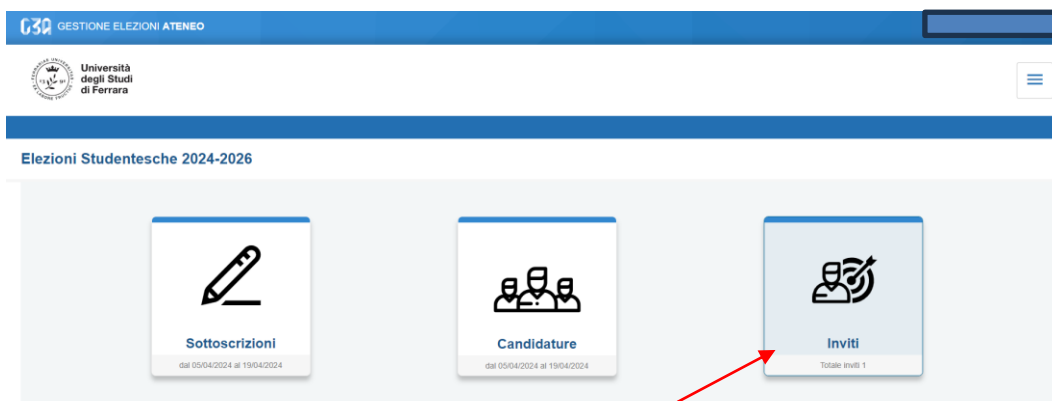 GESTIONE ELEZIONI ATENEO
Università
degli Studi
di Ferrara
Elezioni Studentesche 2024-2026
Sottoscrizioni
dal 05/04/2024 al 19/04/2024
Candidature
dal 05/04/2024 al 19/04/2024
Inviti
Totale inviti 1